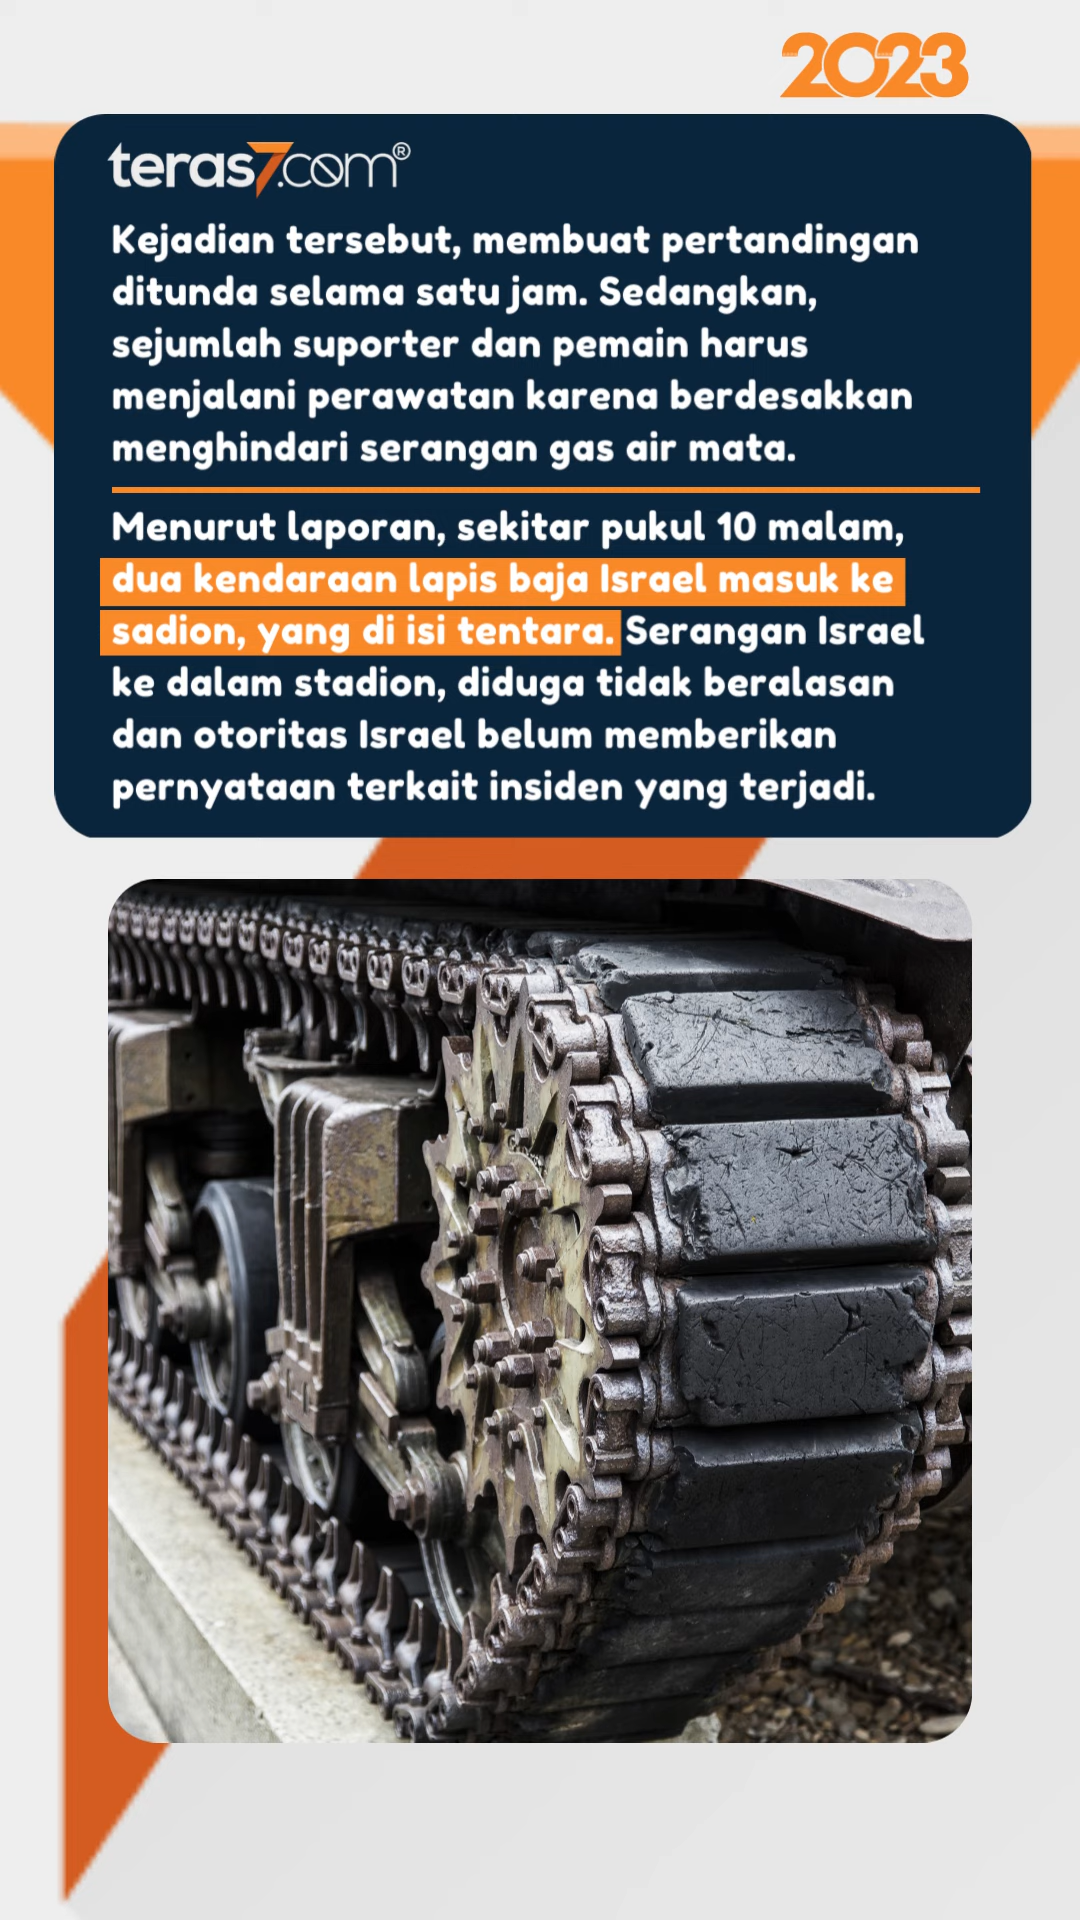 2023
teras7.com®
Kejadian tersebut, membuat pertandingan
ditunda selama satu jam. Sedangkan,
sejumlah suporter dan pemain harus
menjalani perawatan karena berdesakkan
menghindari serangan gas air mata.
Menurut laporan, sekitar pukul 10 malam,
dua kendaraan lapis baja Israel masuk ke
sadion, yang di isi tentara. Serangan Israel
ke dalam stadion, diduga tidak beralasan
dan otoritas Israel belum memberikan
pernyataan terkait insiden yang terjadi.